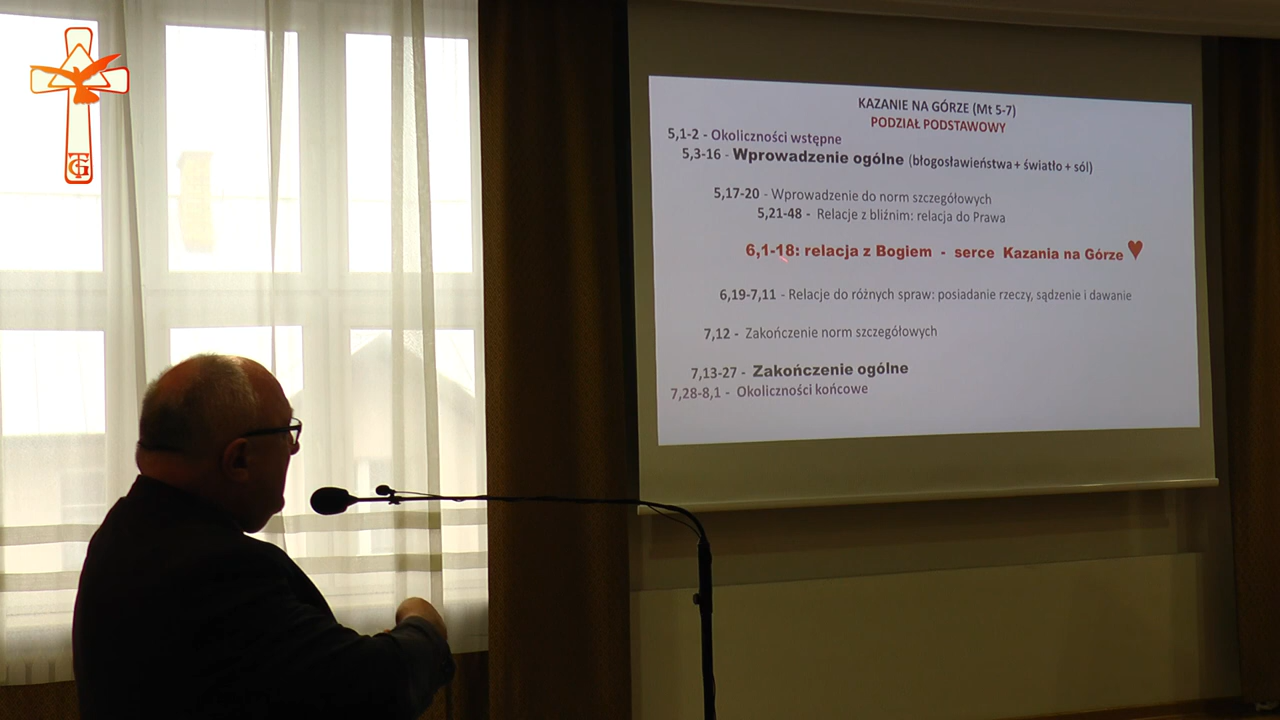 KAZANIE NA GÓRZE (Mt 5-7)
PODZIAŁ PODSTAWOWY
5,1-2 - Okoliczności wstępne
5,3-16 - Wprowadzenie ogólne (błogosławieństwa + światło + sól)
5,17-20 - Wprowadzenie do norm szczegółowych
5,21-48 - Relacje z bliźnim: relacja do Prawa
6,1-18: relacja z Bogiem - serce Kazania na Górze
6,19-7,11 - Relacje do różnych spraw: posiadanie rzeczy, sądzenie i dawanie
7,12 - Zakończenie norm szczegółowych
7,13-27 - Zakończenie ogólne
7,28-8,1 - Okoliczności końcowe